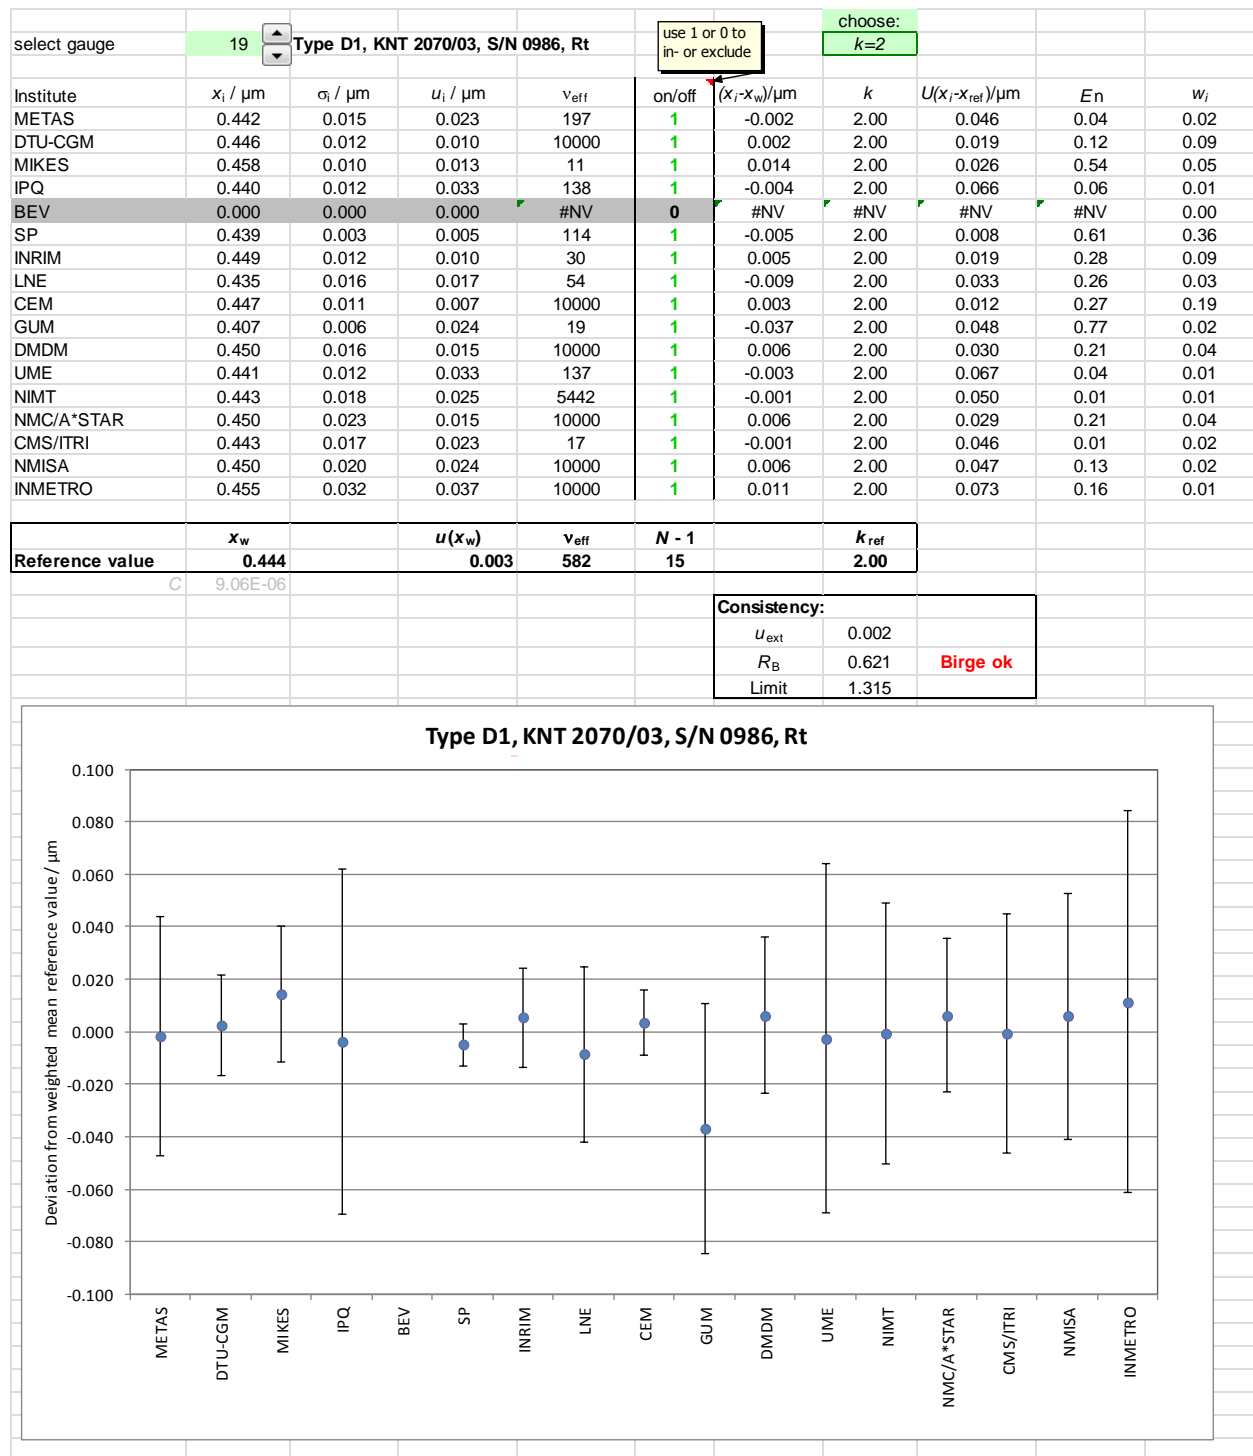 choose:
select gauge 19 Type D1, KNT 2070/03, S/N 0986, Rt use 1 or 0 to in- or exclude k=2
Institute xi / µm σi / µm ui / µm νeff on/off (xi-xw)/µm k U(xi-xref)/µm En wi
METAS 0.442 0.015 0.023 197 1 -0.002 2.00 0.046 0.04 0.02
DTU-CGM 0.446 0.012 0.010 10000 1 0.002 2.00 0.019 0.12 0.09
MIKES 0.458 0.010 0.013 11 1 0.014 2.00 0.026 0.54 0.05
IPQ 0.440 0.012 0.033 138 1 -0.004 2.00 0.066 0.06 0.01
BEV 0.000 0.000 0.000 #NV 0 #NV #NV #NV #NV 0.00
SP 0.439 0.003 0.005 114 1 -0.005 2.00 0.008 0.61 0.36
INRIM 0.449 0.012 0.010 30 1 0.005 2.00 0.019 0.28 0.09
LNE 0.435 0.016 0.017 54 1 -0.009 2.00 0.033 0.26 0.03
CEM 0.447 0.011 0.007 10000 1 0.003 2.00 0.012 0.27 0.19
GUM 0.407 0.006 0.024 19 1 -0.037 2.00 0.048 0.77 0.02
DMDM 0.450 0.016 0.015 10000 1 0.006 2.00 0.030 0.21 0.04
UME 0.441 0.012 0.033 137 1 -0.003 2.00 0.067 0.04 0.01
NIMT 0.443 0.018 0.025 5442 1 -0.001 2.00 0.050 0.01 0.01
NMC/A*STAR 0.450 0.023 0.015 10000 1 0.006 2.00 0.029 0.21 0.04
CMS/ITRI 0.443 0.017 0.023 17 1 -0.001 2.00 0.046 0.01 0.02
NMISA 0.450 0.020 0.024 10000 1 0.006 2.00 0.047 0.13 0.02
INMETRO 0.455 0.032 0.037 10000 1 0.011 2.00 0.073 0.16 0.01
xw u(xw) νeff N - 1 kref
Reference value 0.444 0.003 582 15 2.00
C 9.06E-06
Consistency:
uext 0.002
RB 0.621 Birge ok
Limit 1.315
Type D1, KNT 2070/03, S/N 0986, Rt
Deviation from weighted mean reference value / µm
0.100
0.080
0.060
0.040
0.020
0.000
-0.020
-0.040
-0.060
-0.080
-0.100
METAS
DTU-CGM
MIKES
IPQ
BEV
SP
INRIM
LNE
CEM
GUM
DMDM
UME
NIMT
NMC/A*STAR
CMS/ITRI
NMISA
INMETRO